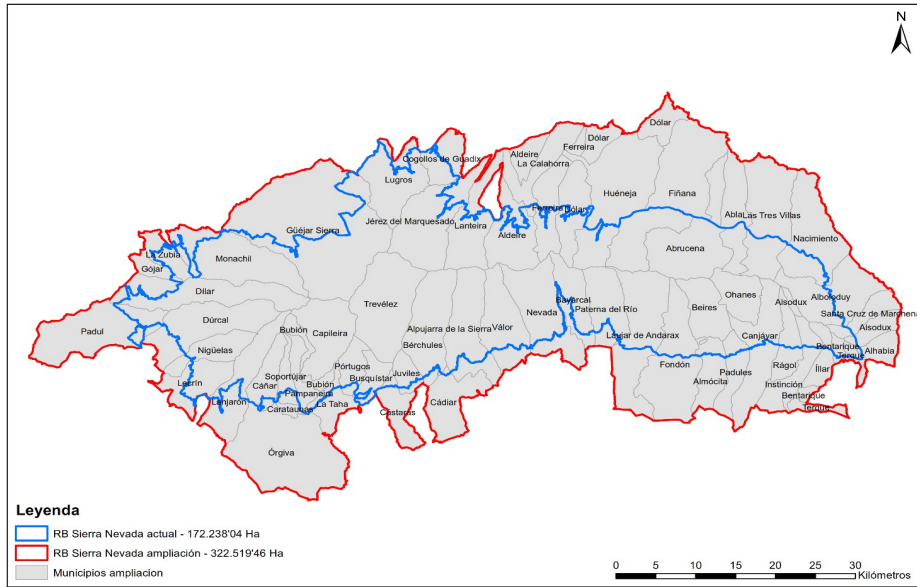 N
Dólar
Dólar
Ferreira
Aldeire
La Calahorra
Cogollos de Guadix
Lugros
Huéneja
Fiñana
Abla
Las Tres Villas
Ferreira
Dólar
Jérez del Marquesado
Lanteira
Aldeire
Güéjar Sierra
Nacimiento
La Zubia
Monachil
Abrucena
Gójar
Dílar
Trevélez
Bayárcal
Nevada
Paterna del Río
Ohanes
Beires
Alsodux
Alboloduy
Santa Cruz de Marchena
Alsodux
Dúrcal
Padul
Bubión
Capileira
Alpujarra de la Sierra
Válor
Láujar de Andarax
Canjáyar
Bérchules
Bentarique
Terque
Alhabia
Nigüelas
Fondón
Padules
Rágol
Íllar
Pórtugos
Juviles
Busquístar
Soportújar
Lecrín
Cáñar
Bubión
Almócita
Instinción
Pampaneira
Bentarique
Lanjarón
La Taha
Cádiar
Carataunas
Cástaras
Terque
Órgiva
Leyenda
RB Sierra Nevada actual - 172.238'04 Ha
RB Sierra Nevada ampliación - 322.519'46 Ha
Municipios ampliacion
0 5 10 15 20 25 30
Kilómetros